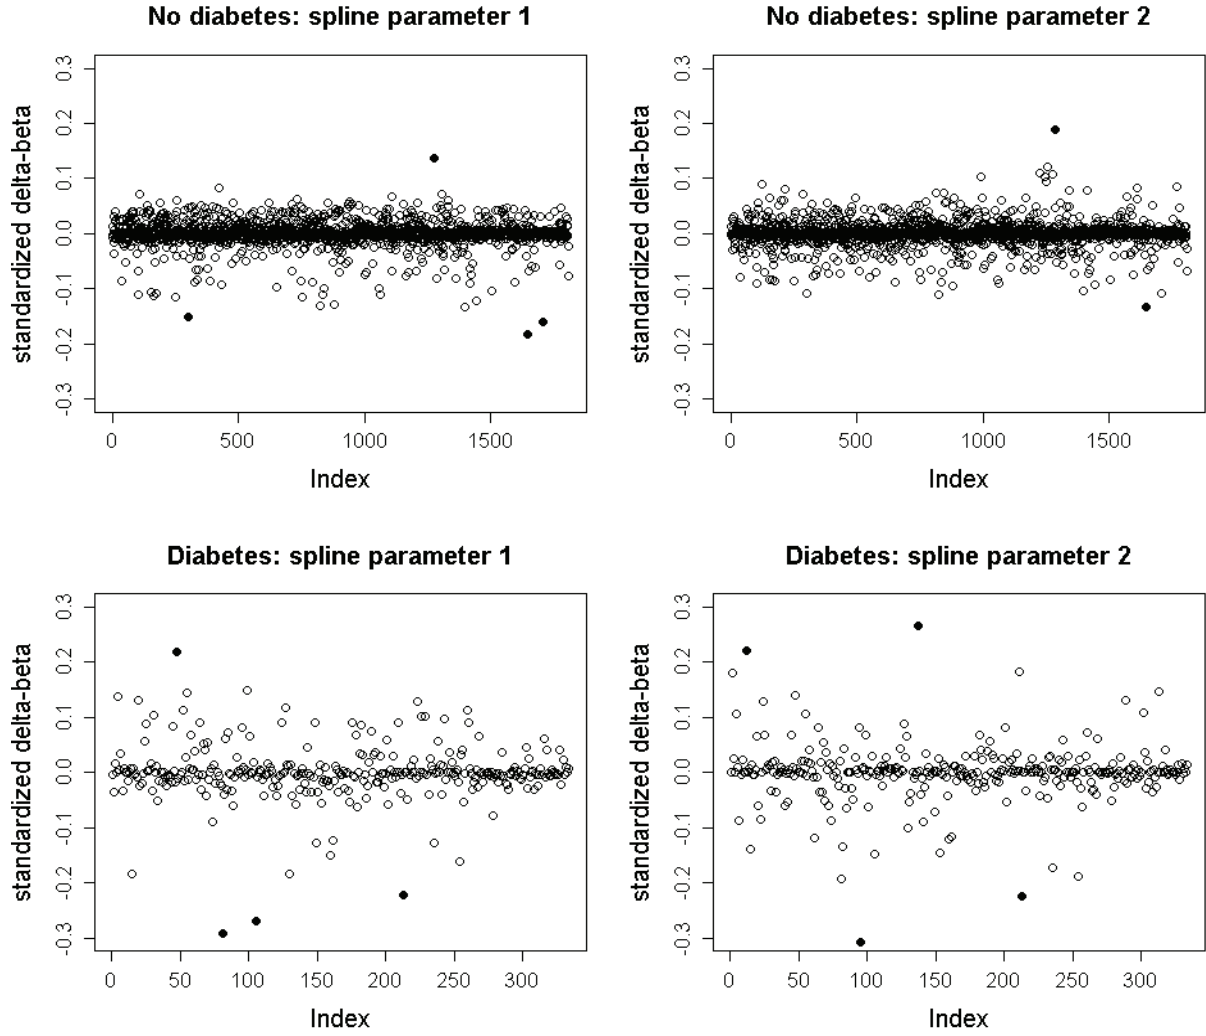 No diabetes: spline parameter 1
standardized delta-beta
0.3
0.2
0.1
0.0
-0.1
-0.2
-0.3
0 500 1000 1500
Index
No diabetes: spline parameter 2
standardized delta-beta
0.3
0.2
0.1
0.0
-0.1
-0.2
-0.3
0 500 1000 1500
Index
Diabetes: spline parameter 1
standardized delta-beta
0.3
0.2
0.1
0.0
-0.1
-0.2
-0.3
0 50 100 150 200 250 300
Index
Diabetes: spline parameter 2
standardized delta-beta
0.3
0.2
0.1
0.0
-0.1
-0.2
-0.3
0 50 100 150 200 250 300
Index